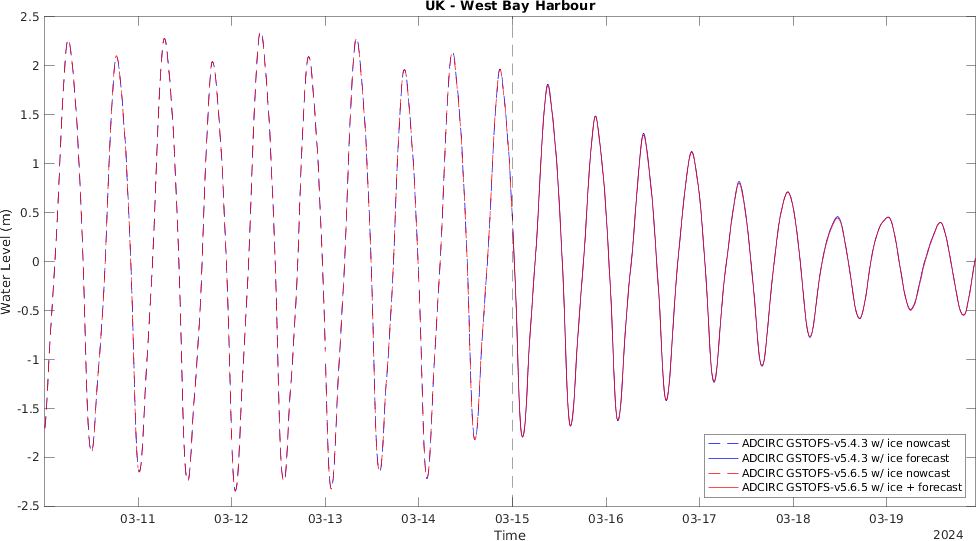 UK - West Bay Harbour
2.5
2
1.5
1
0.5
0
-0.5
-1
-1.5
-2
-2.5
Water Level (m)
ADCIRC GSTOFS-v5.4.3 w/ ice nowcast
ADCIRC GSTOFS-v5.4.3 w/ ice forecast
ADCIRC GSTOFS-v5.6.5 w/ ice nowcast
ADCIRC GSTOFS-v5.6.5 w/ ice + forecast
03-11 03-12 03-13 03-14 03-15 03-16 03-17 03-18 03-19
Time
2024